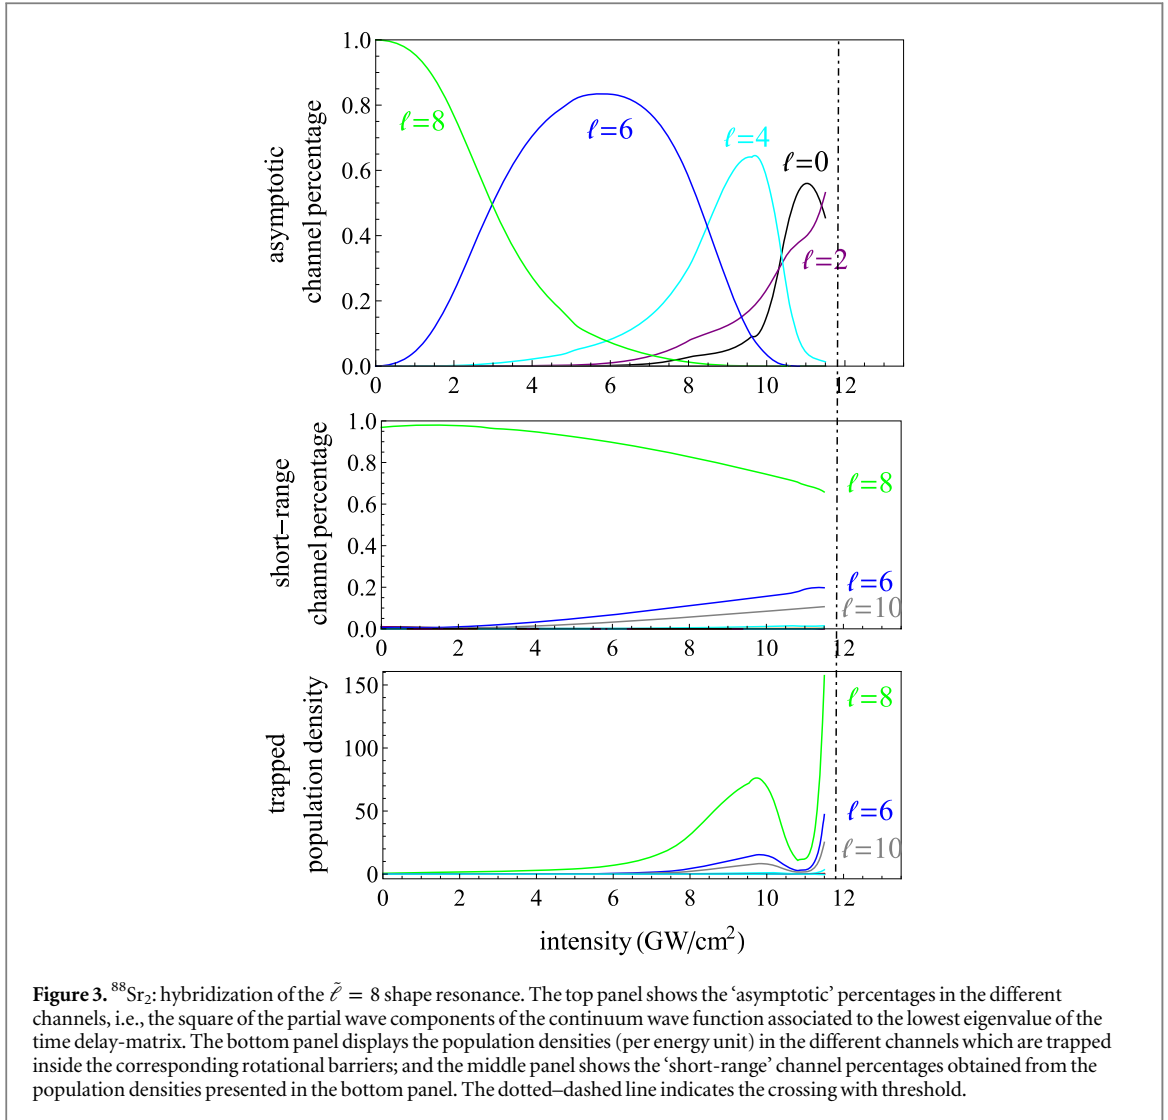 1.0
0.8
0.6
0.4
0.2
0.0
asymptotic
channel percentage
ℓ=8
ℓ=6
ℓ=4
ℓ=0
ℓ=2
0 2 4 6 8 10 12
1.0
0.8
0.6
0.4
0.2
0.0
short−range
channel percentage
ℓ=8
ℓ=6
ℓ=10
0 2 4 6 8 10 12
150
100
50
0
trapped
population density
ℓ=8
ℓ=6
ℓ=10
0 2 4 6 8 10 12
intensity (GW/cm²)
Figure 3. ⁸⁸Sr₂: hybridization of the ℓ̃ = 8 shape resonance. The top panel shows the ‘asymptotic’ percentages in the different
channels, i.e., the square of the partial wave components of the continuum wave function associated to the lowest eigenvalue of the
time delay-matrix. The bottom panel displays the population densities (per energy unit) in the different channels which are trapped
inside the corresponding rotational barriers; and the middle panel shows the ‘short-range’ channel percentages obtained from the
population densities presented in the bottom panel. The dotted–dashed line indicates the crossing with threshold.